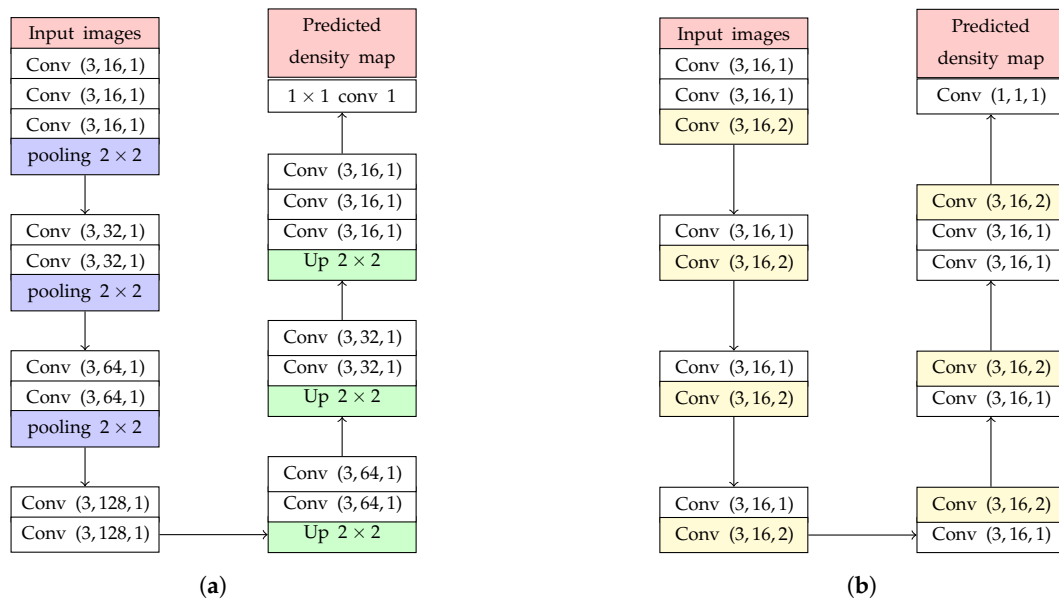 Input images
Conv (3, 16, 1)
Conv (3, 16, 1)
Conv (3, 16, 1)
pooling 2 × 2
Conv (3, 32, 1)
Conv (3, 32, 1)
pooling 2 × 2
Conv (3, 64, 1)
Conv (3, 64, 1)
pooling 2 × 2
Conv (3, 128, 1)
Conv (3, 128, 1)
Predicted
density map
1 × 1 conv 1
Conv (3, 16, 1)
Conv (3, 16, 1)
Conv (3, 16, 1)
Up 2 × 2
Conv (3, 32, 1)
Conv (3, 32, 1)
Up 2 × 2
Conv (3, 64, 1)
Conv (3, 64, 1)
Up 2 × 2
(a)
Input images
Conv (3, 16, 1)
Conv (3, 16, 1)
Conv (3, 16, 2)
Conv (3, 16, 1)
Conv (3, 16, 2)
Conv (3, 16, 1)
Conv (3, 16, 2)
Conv (3, 16, 1)
Conv (3, 16, 2)
Predicted
density map
Conv (1, 1, 1)
Conv (3, 16, 2)
Conv (3, 16, 1)
Conv (3, 16, 1)
Conv (3, 16, 2)
Conv (3, 16, 1)
Conv (3, 16, 2)
Conv (3, 16, 1)
(b)